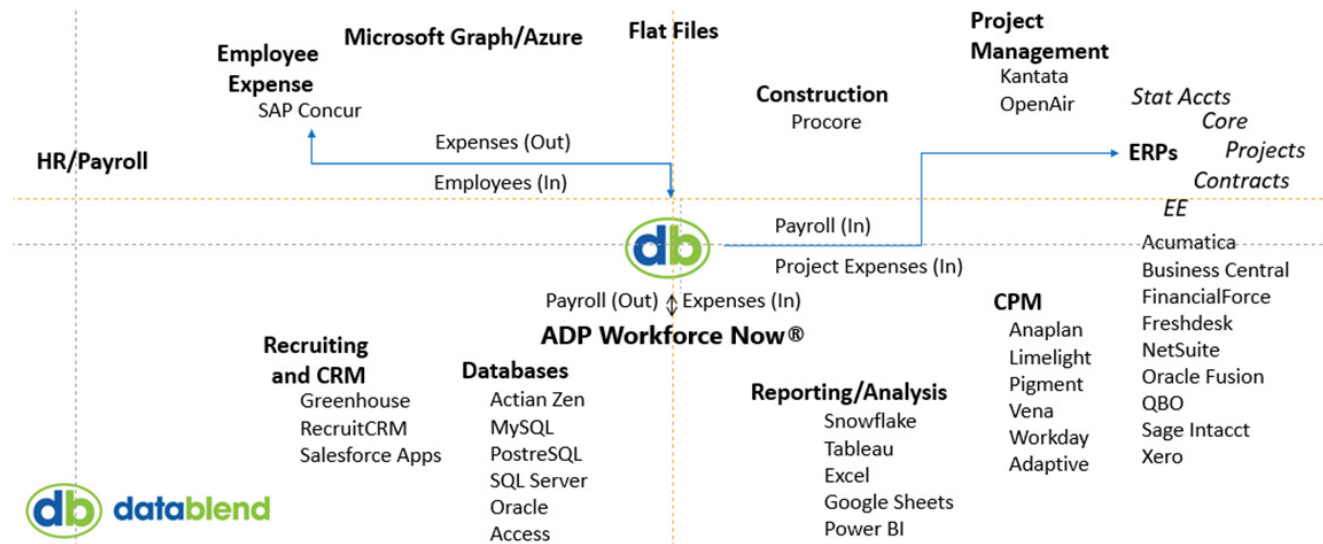 Employee
Expense
SAP Concur
Microsoft Graph/Azure
Flat Files
Project
Management
Kantata
OpenAir
Construction
Procore
Stat Accts
Core
ERPs
Projects
Contracts
EE
HR/Payroll
Expenses (Out)
Employees (In)
db
Payroll (In)
Project Expenses (In)
Payroll (Out)
Expenses (In)
ADP Workforce Now®
Recruiting
and CRM
Greenhouse
RecruitCRM
Salesforce Apps
Databases
Actian Zen
MySQL
PostreSQL
SQL Server
Oracle
Access
Reporting/Analysis
Snowflake
Tableau
Excel
Google Sheets
Power BI
CPM
Anaplan
Limelight
Pigment
Vena
Workday
Adaptive
Acumatica
Business Central
FinancialForce
Freshdesk
NetSuite
Oracle Fusion
QBO
Sage Intacct
Xero
db datablend